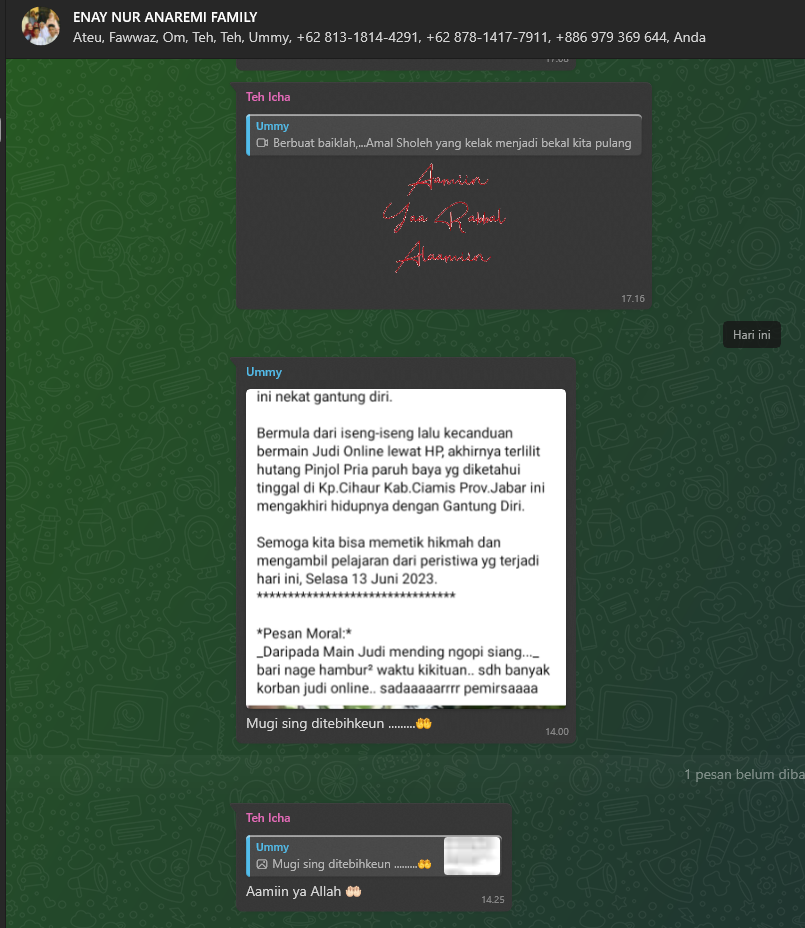 ENAY NUR ANAREMI FAMILY
Ateu, Fawwaz, Om, Teh, Teh, Ummy, +62 813-1814-4291, +62 878-1417-7911, +886 979 369 644, Anda
17.08
Teh Icha
Ummy
Berbuat baiklah,...Amal Sholeh yang kelak menjadi bekal kita pulang
Aamiin
Yaa Rabbal
Alaamiin
17.16
Hari ini
Ummy
ini nekat gantung diri.
Bermula dari iseng-iseng lalu kecanduan
bermain Judi Online lewat HP, akhirnya terlilit
hutang Pinjol Pria paruh baya yg diketahui
tinggal di Kp.Cihaur Kab.Ciamis Prov.Jabar ini
mengakhiri hidupnya dengan Gantung Diri.
Semoga kita bisa memetik hikmah dan
mengambil pelajaran dari peristiwa yg terjadi
hari ini, Selasa 13 Juni 2023.
********************************
*Pesan Moral:*
_Daripada Main Judi mending ngopi siang..._
bari nage hambur² waktu kikituan.. sdh banyak
korban judi online.. sadaaaaarrrr pemirsaaaa
Mugi sing ditebihkeun .........🤲
14.00
1 pesan belum diba
Teh Icha
Ummy
Mugi sing ditebihkeun .........🤲
Aamiin ya Allah 🤲🏻
14.25